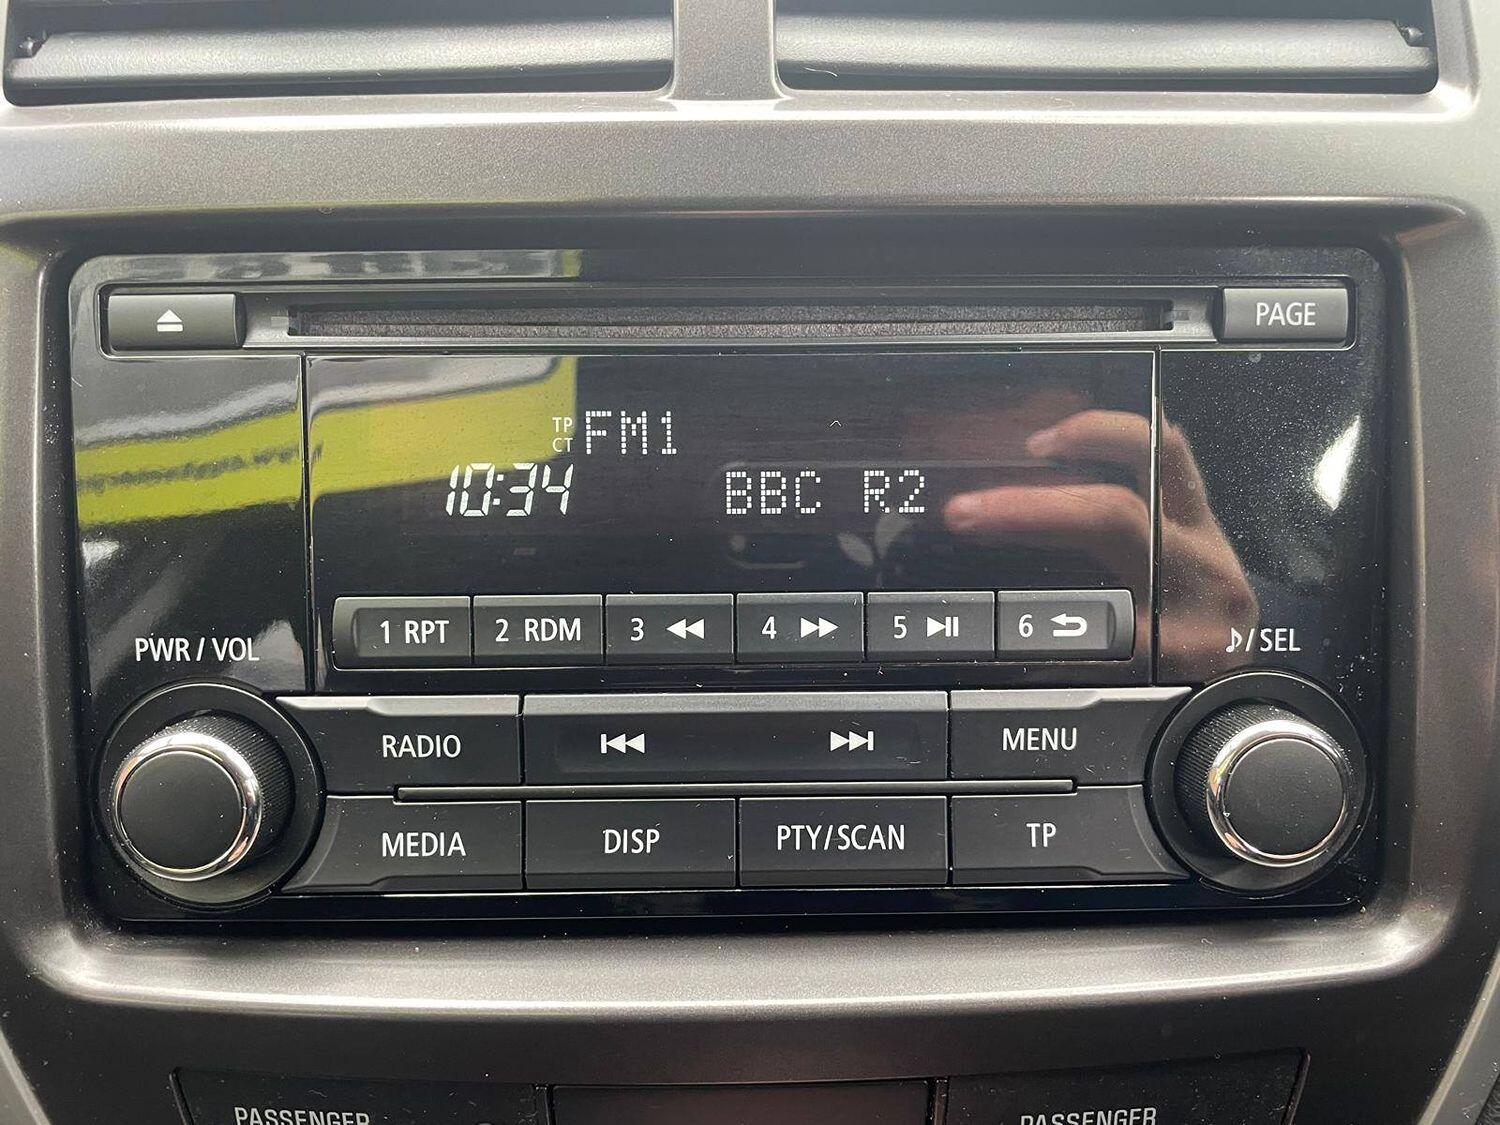 PAGE
TP
CT
FM1
10:34
BBC R2
1 RPT
2 RDM
3
4
5
6
PWR / VOL
♪/ SEL
RADIO
MENU
MEDIA
DISP
PTY/SCAN
TP
PASSENGER
PASSENGER